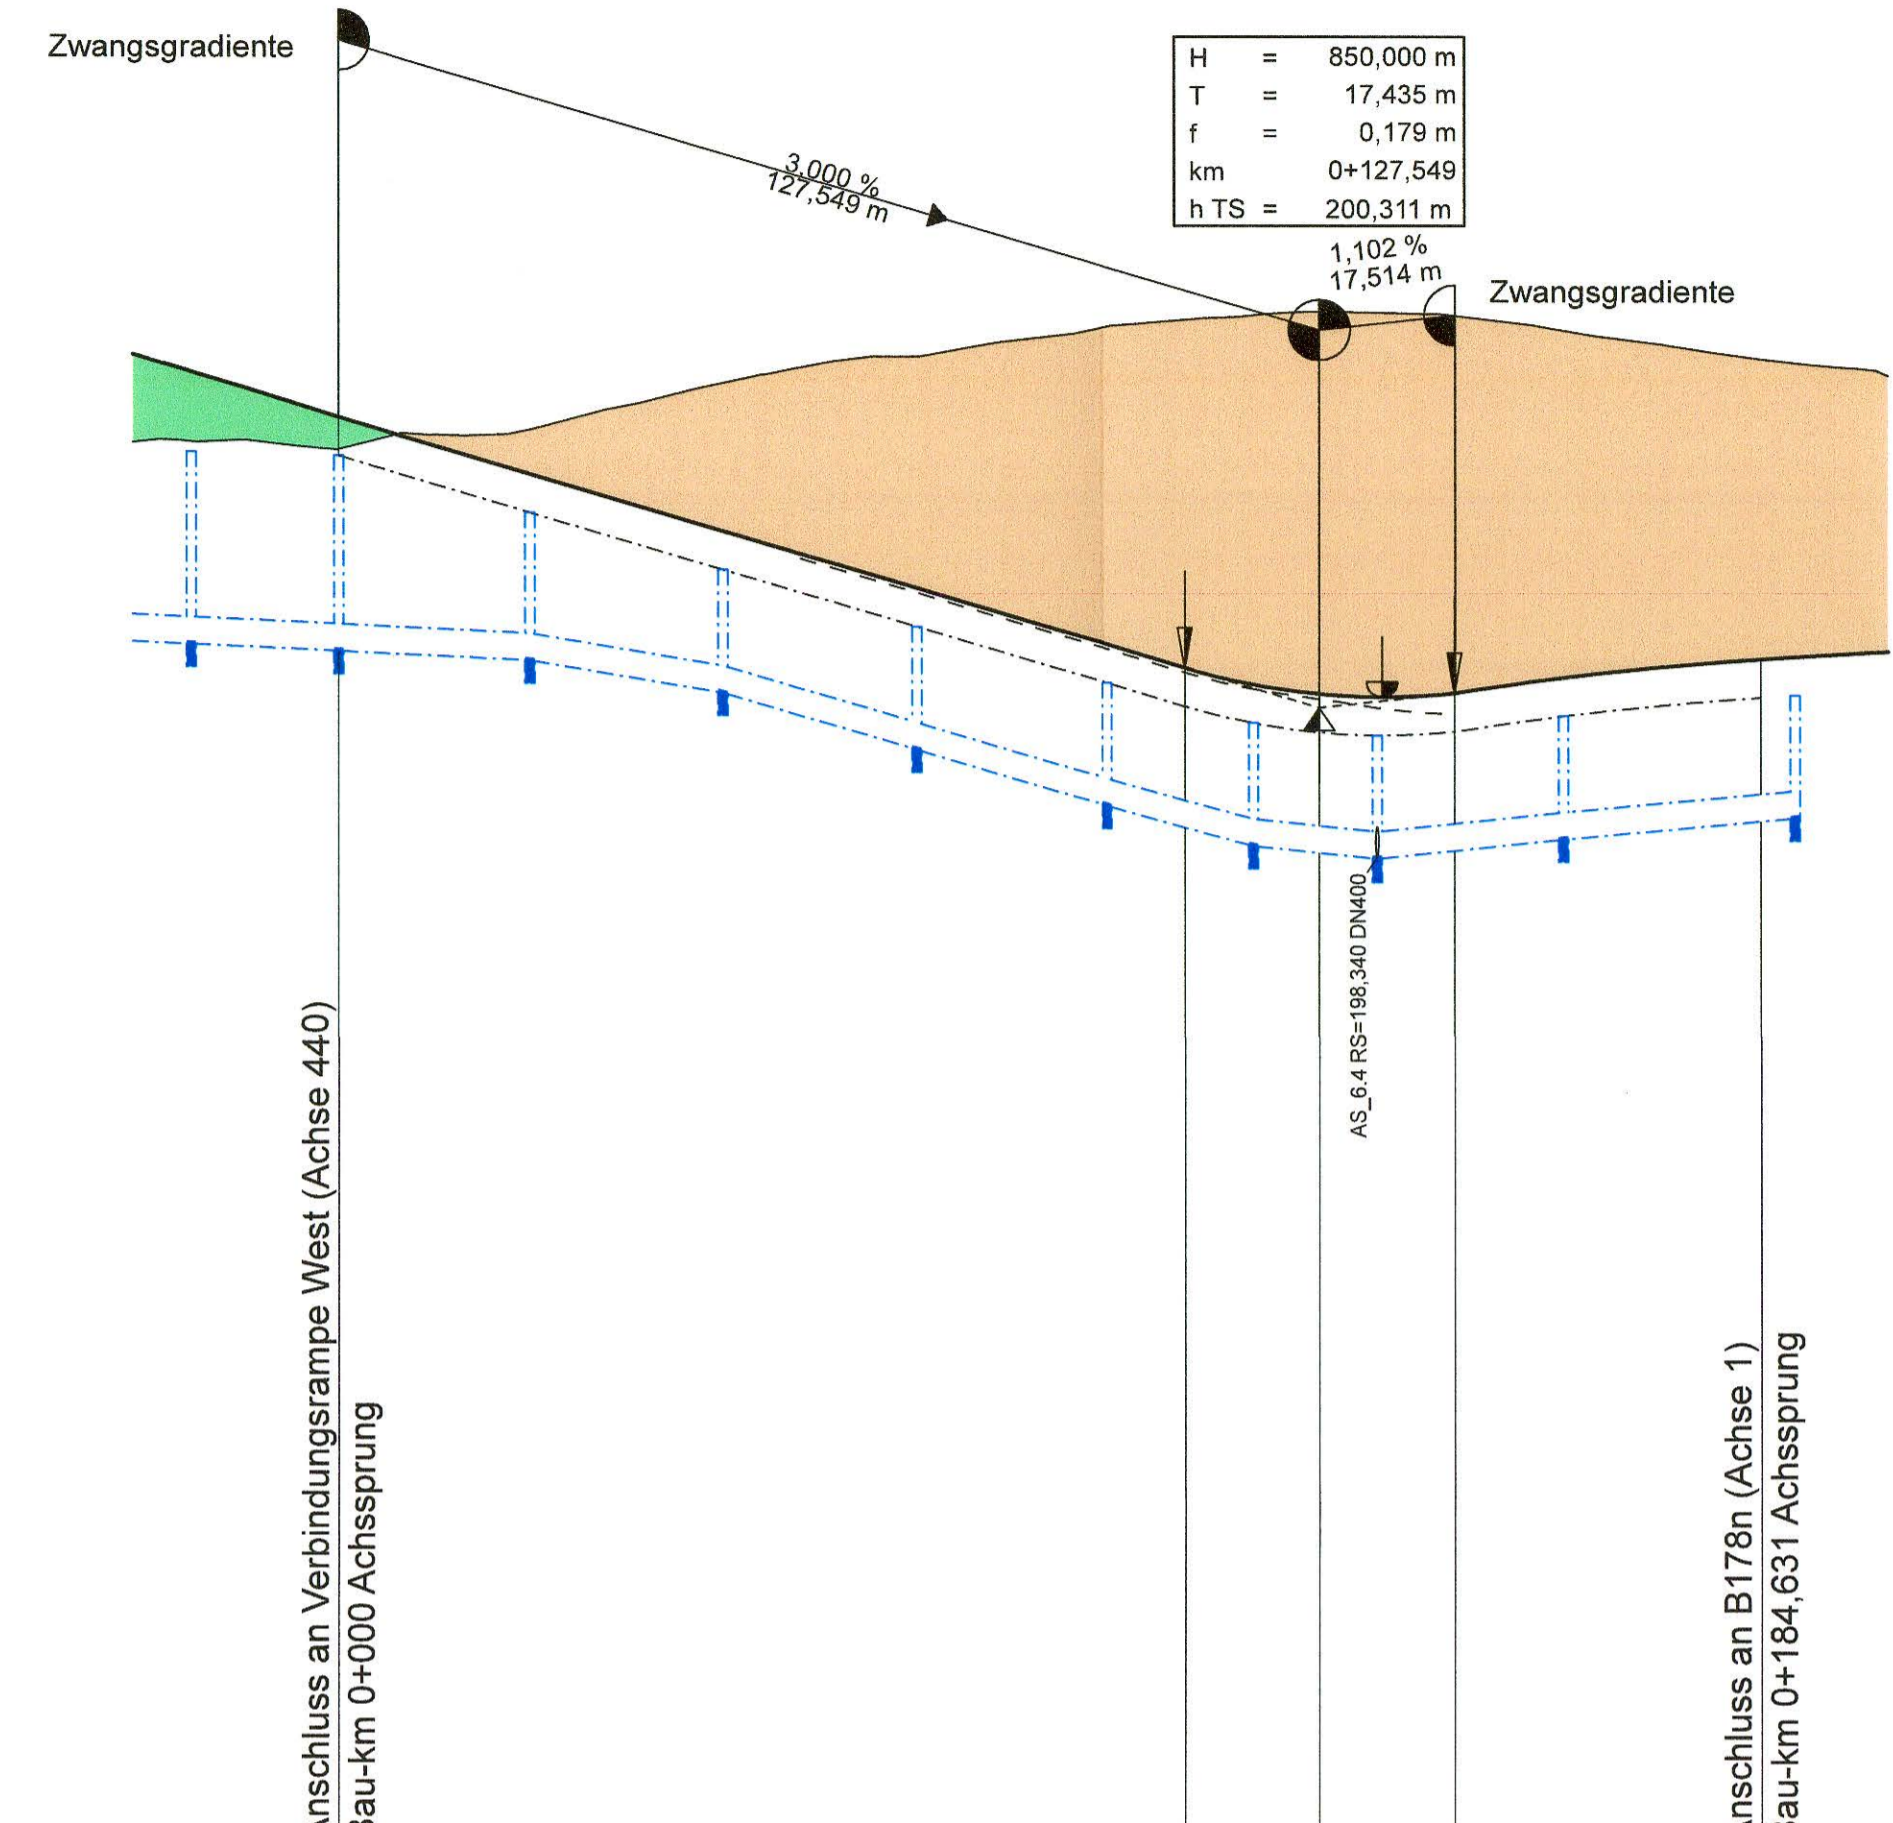 Zwangsgradiente
H = 850,000 m
T = 17,435 m
f = 0,179 m
km 0+127,549
h TS = 200,311 m
3,000 %
127,549 m
1,102 %
17,514 m
Zwangsgradiente
AS_6.4 RS=198,340 DN400
Anschluss an Verbindungsrampe West (Achse 440)
Bau-km 0+000 Achssprung
Anschluss an B178n (Achse 1)
Bau-km 0+184,631 Achssprung